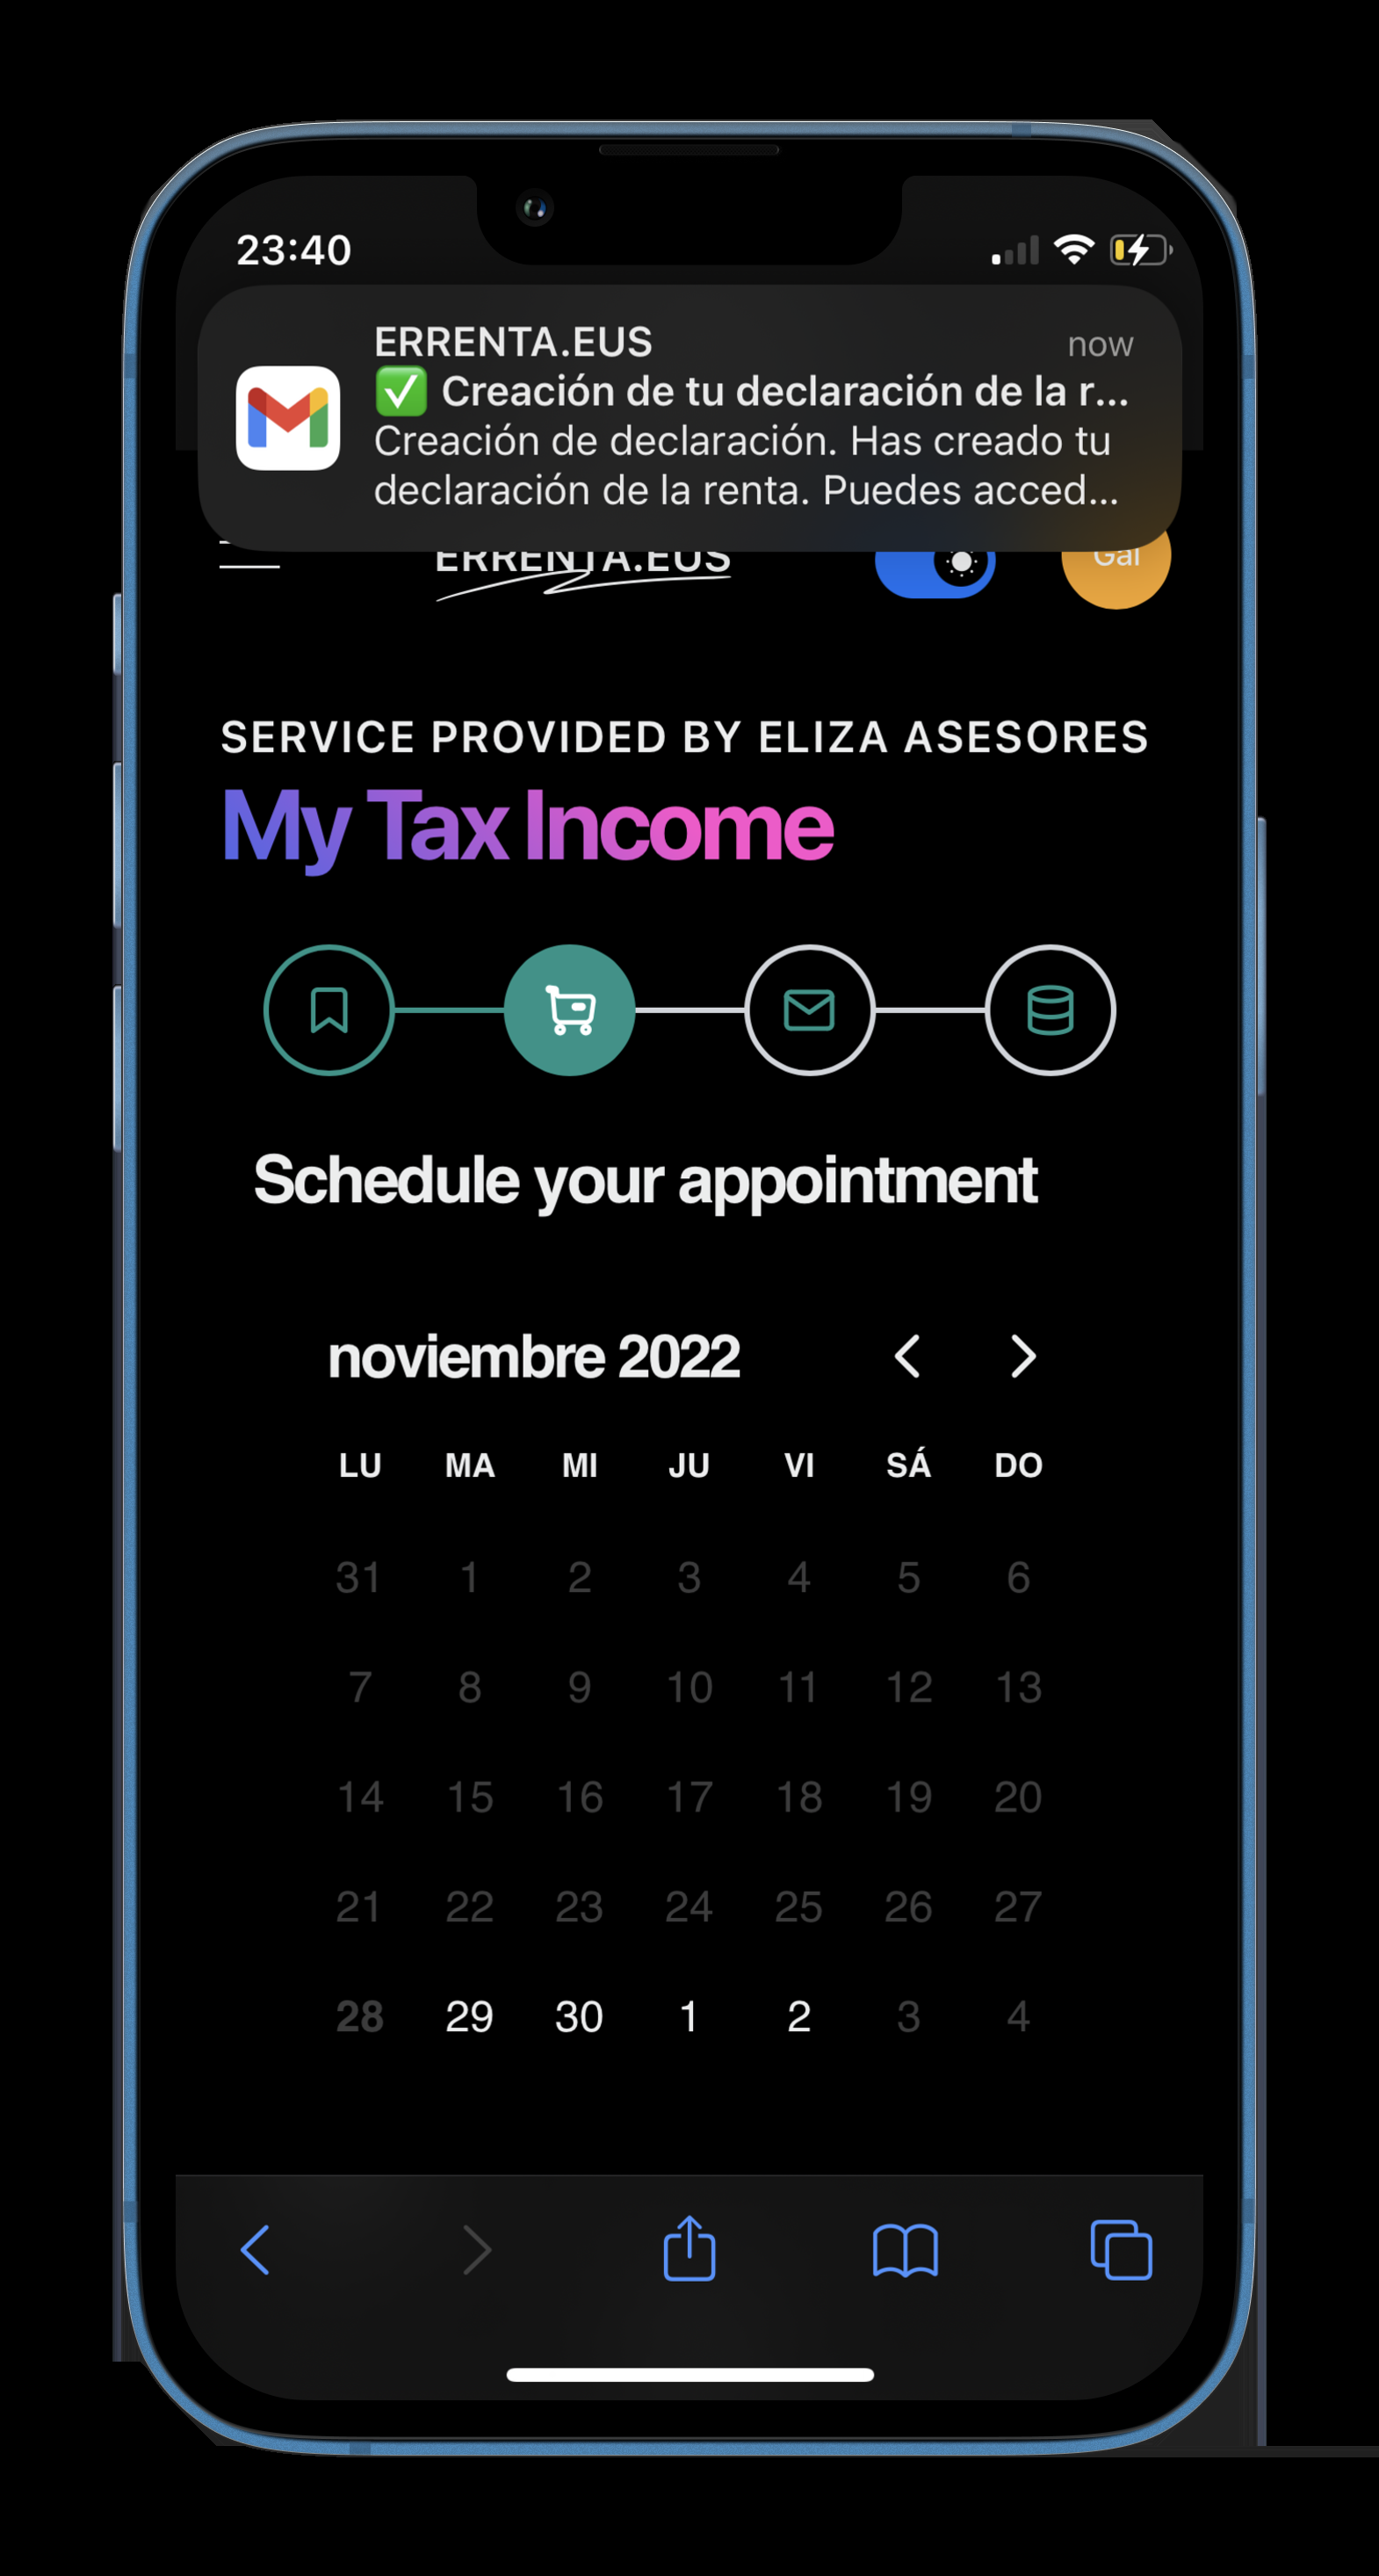 23:40
ERRENTA.EUS now
✅ Creación de tu declaración de la r...
Creación de declaración. Has creado tu
declaración de la renta. Puedes acced...
ERRENTA.EUS
Gai
SERVICE PROVIDED BY ELIZA ASESORES
My Tax Income
Schedule your appointment
noviembre 2022
LU MA MI JU VI SÁ DO
31 1 2 3 4 5 6
7 8 9 10 11 12 13
14 15 16 17 18 19 20
21 22 23 24 25 26 27
28 29 30 1 2 3 4